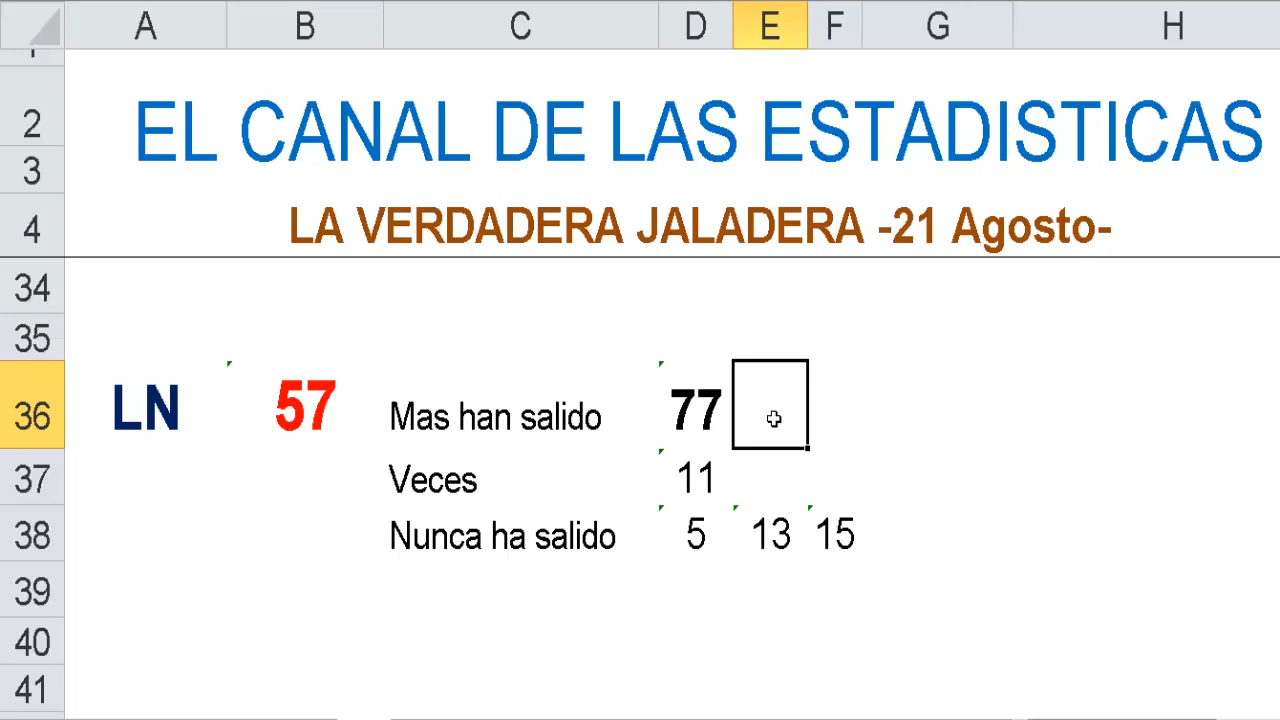 A B C D E F G H
2 EL CANAL DE LAS ESTADISTICAS
3
4 LA VERDADERA JALADERA -21 Agosto-
34
35
36 LN 57 Mas han salido 77
37 Veces 11
38 Nunca ha salido 5 13 15
39
40
41